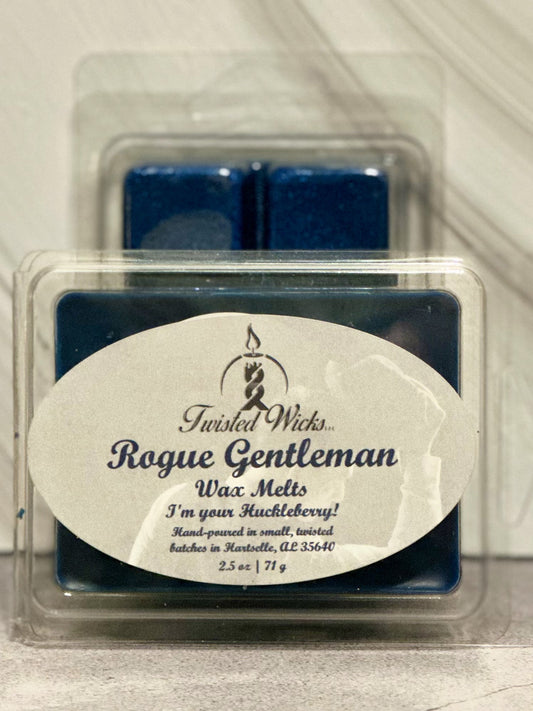 Twisted Wicks LLC
Rogue Gentleman
Wax Melts
I'm your Huckleberry!
Hand-poured in small, twisted
batches in Hartselle, AL 35640
2.5 oz | 71 g